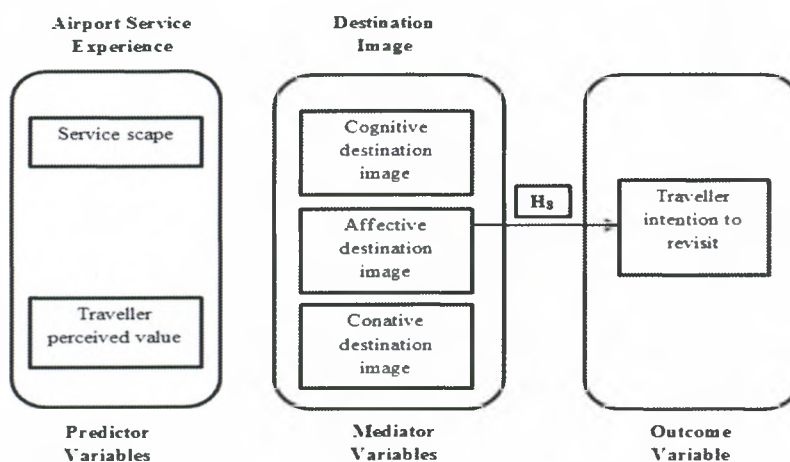 Airport Service
Experience
Destination
Image
Service scape
Traveller
perceived value
Cognitive
destination
image
Affective
destination
image
Conative
destination
image
H8
Traveller
intention to
revisit
Predictor
Variables
Mediator
Variables
Outcome
Variable